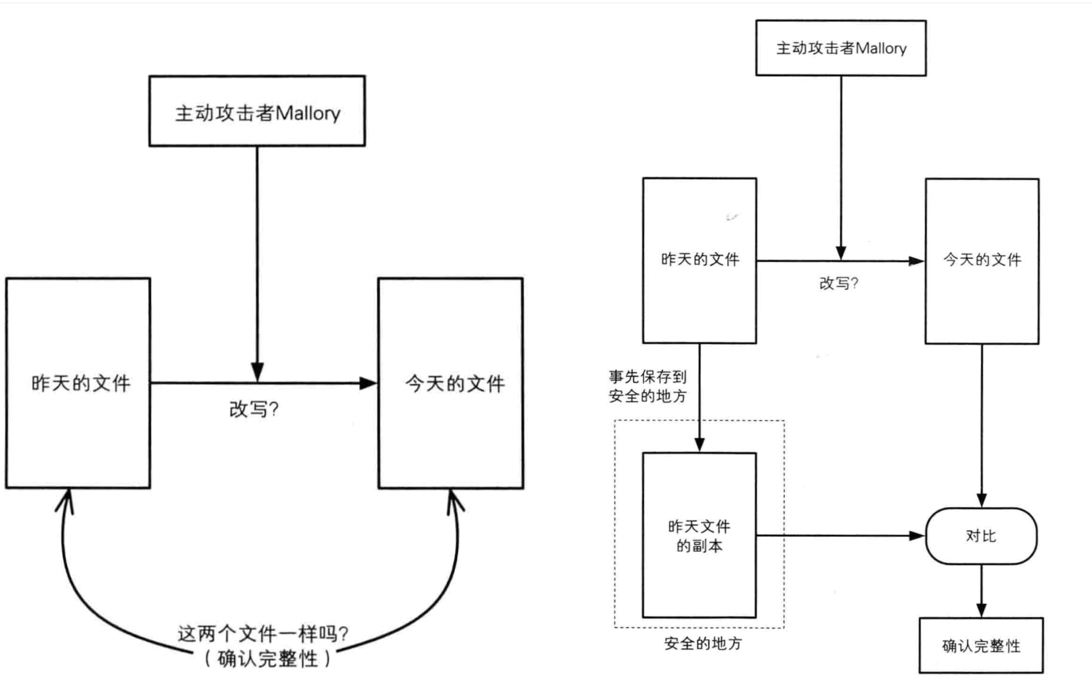 主动攻击者Mallory
昨天的文件
今天的文件
改写?
这两个文件一样吗?
（确认完整性）
主动攻击者Mallory
昨天的文件
今天的文件
改写?
事先保存到
安全的地方
昨天文件
的副本
对比
安全的地方
确认完整性